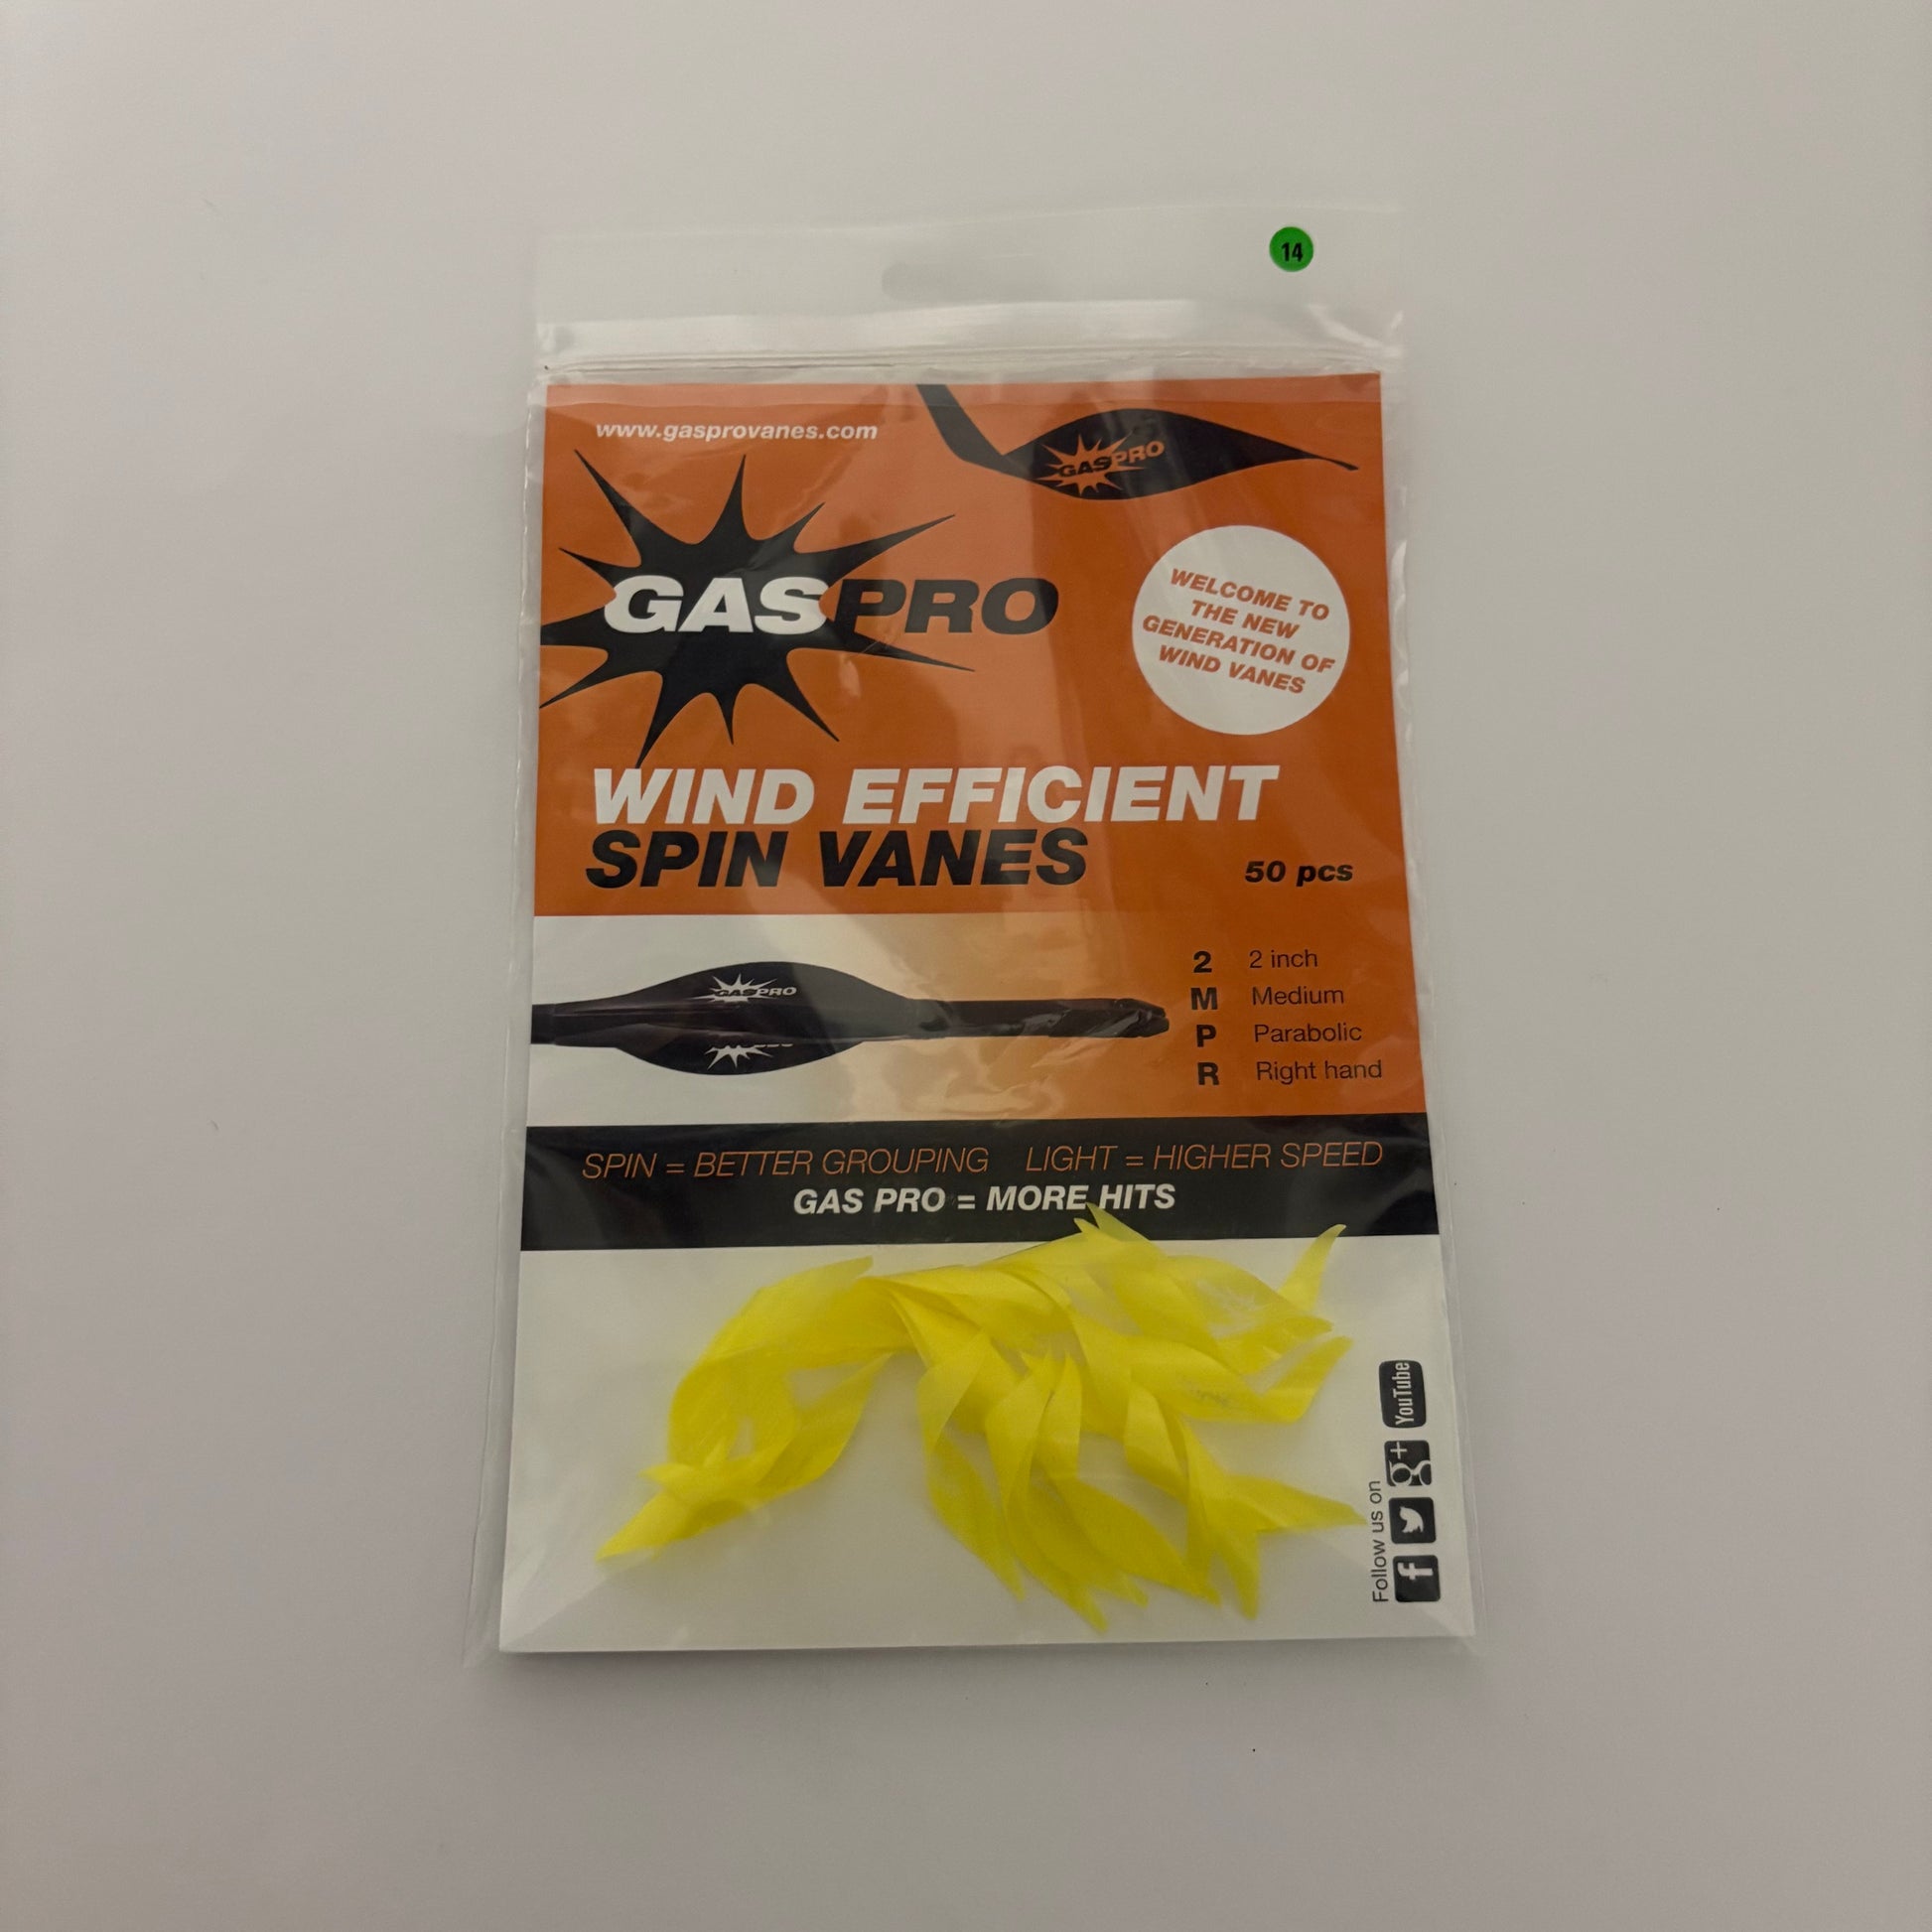 14
www.gasprovanes.com
GASPRO
GASPRO
WELCOME TO
THE NEW
GENERATION OF
WIND VANES
WIND EFFICIENT
SPIN VANES
50 pcs
GASPRO
2 2 inch
M Medium
P Parabolic
R Right hand
SPIN = BETTER GROUPING LIGHT = HIGHER SPEED
GAS PRO = MORE HITS
Follow us on
f
g+
YouTube